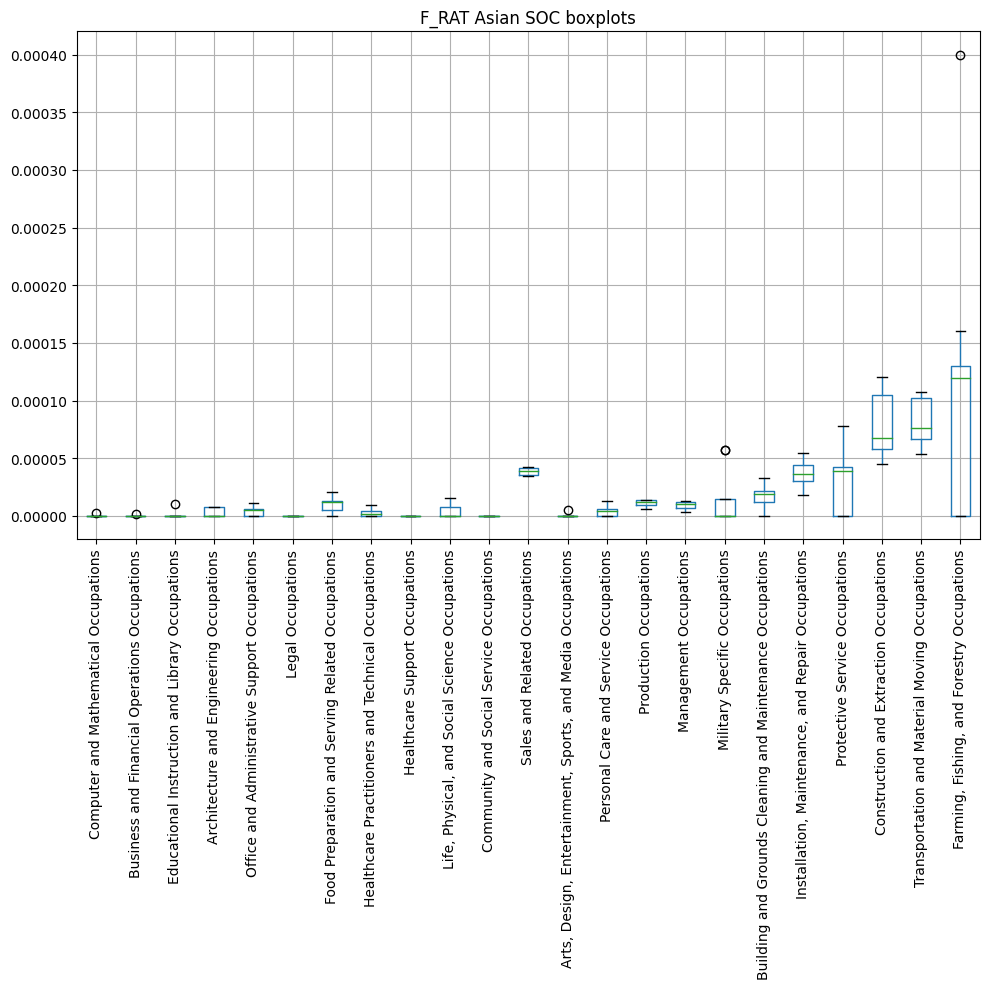 F_RAT Asian SOC boxplots
0.00040
0.00035
0.00030
0.00025
0.00020
0.00015
0.00010
0.00005
0.00000
Computer and Mathematical Occupations
Business and Financial Operations Occupations
Educational Instruction and Library Occupations
Architecture and Engineering Occupations
Office and Administrative Support Occupations
Legal Occupations
Food Preparation and Serving Related Occupations
Healthcare Practitioners and Technical Occupations
Healthcare Support Occupations
Life, Physical, and Social Science Occupations
Community and Social Service Occupations
Sales and Related Occupations
Arts, Design, Entertainment, Sports, and Media Occupations
Personal Care and Service Occupations
Production Occupations
Management Occupations
Military Specific Occupations
Building and Grounds Cleaning and Maintenance Occupations
Installation, Maintenance, and Repair Occupations
Protective Service Occupations
Construction and Extraction Occupations
Transportation and Material Moving Occupations
Farming, Fishing, and Forestry Occupations